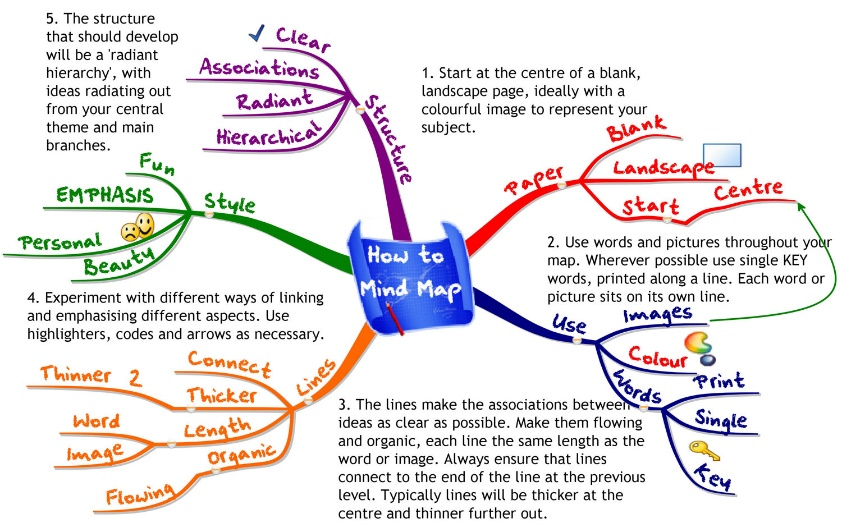 5. The structure
that should develop
will be a 'radiant
hierarchy', with
ideas radiating out
from your central
theme and main
branches.
Clear
Associations
Radiant
Hierarchical
Structure
1. Start at the centre of a blank,
landscape page, ideally with a
colourful image to represent your
subject.
Paper
Blank
Landscape
Start
Centre
Fun
EMPHASIS
Personal
Beauty
Style
How to
Mind Map
2. Use words and pictures throughout your
map. Wherever possible use single KEY
words, printed along a line. Each word or
picture sits on its own line.
Use
Images
Colour
Words
Print
Single
Key
4. Experiment with different ways of linking
and emphasising different aspects. Use
highlighters, codes and arrows as necessary.
Lines
Connect
Thinner 2
Thicker
Word
Image
Length
Organic
Flowing
3. The lines make the associations between
ideas as clear as possible. Make them flowing
and organic, each line the same length as the
word or image. Always ensure that lines
connect to the end of the line at the previous
level. Typically lines will be thicker at the
centre and thinner further out.